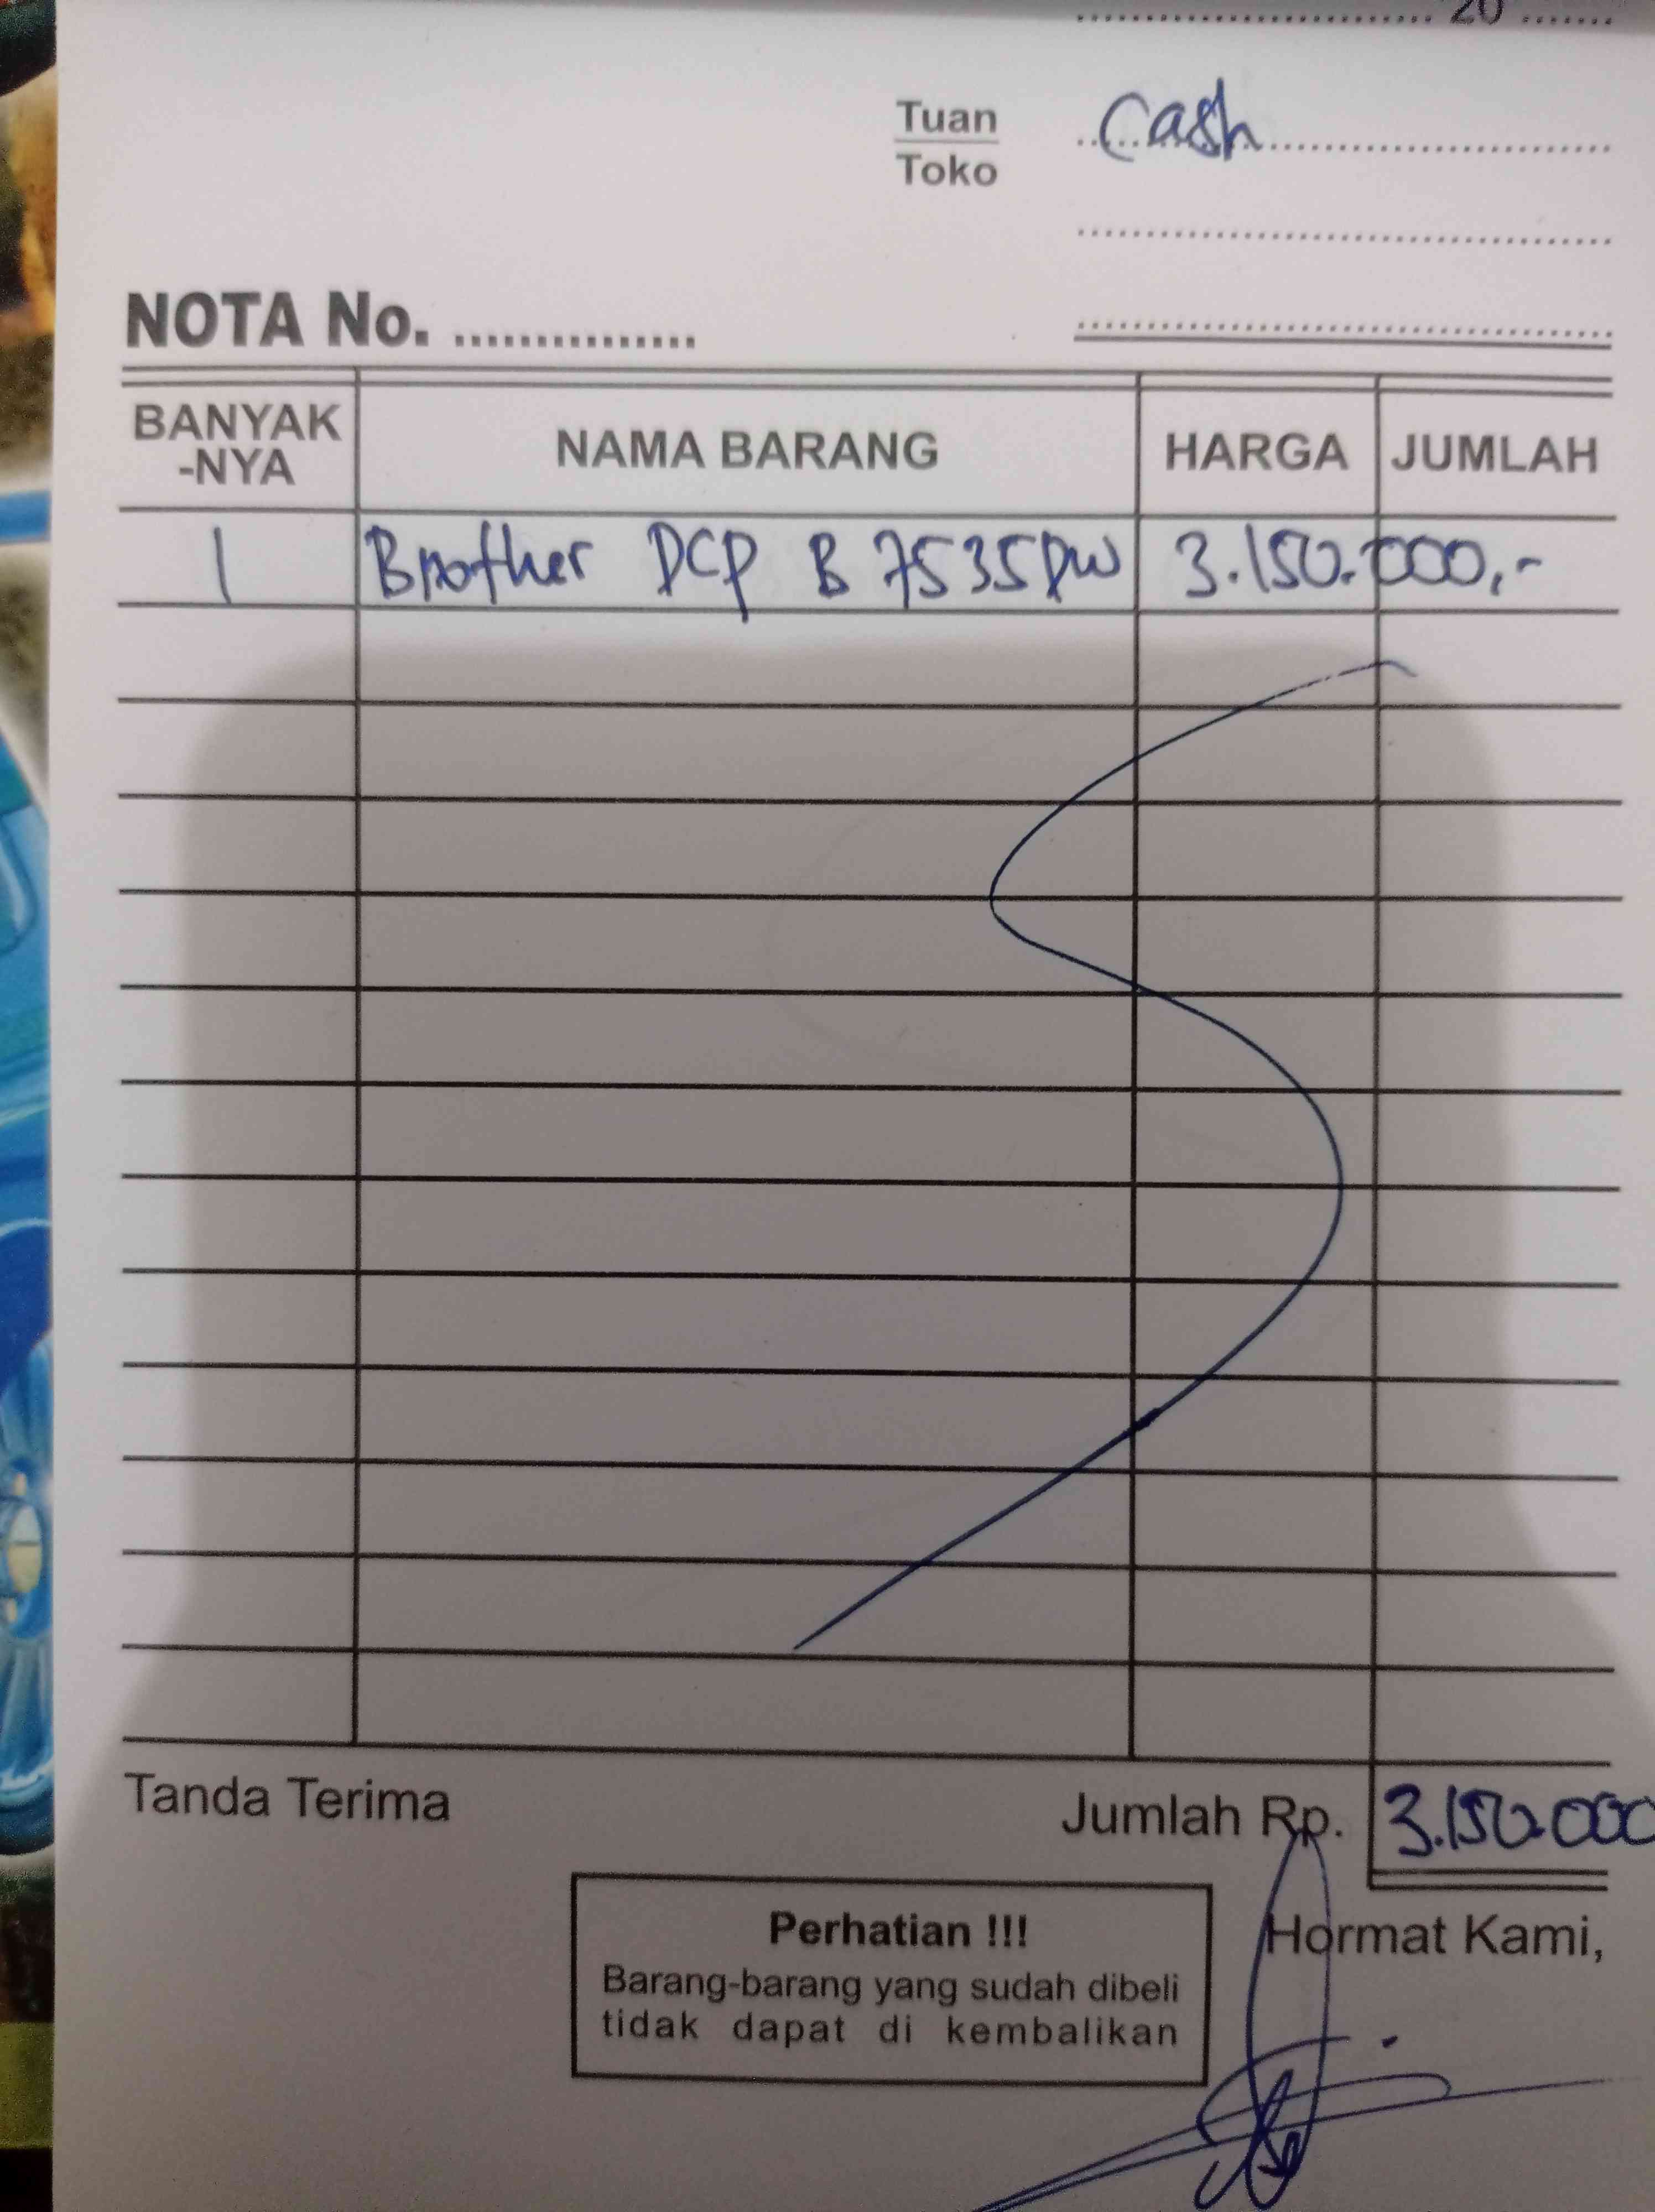 20
Tuan
Toko
Cash
NOTA No.
BANYAK
-NYA
NAMA BARANG
HARGA
JUMLAH
1 Brother DCP B 7535DW 3.150.000,-
Tanda Terima
Jumlah Rp. 3.150.000
Perhatian !!!
Barang-barang yang sudah dibeli
tidak dapat di kembalikan
Hormat Kami,